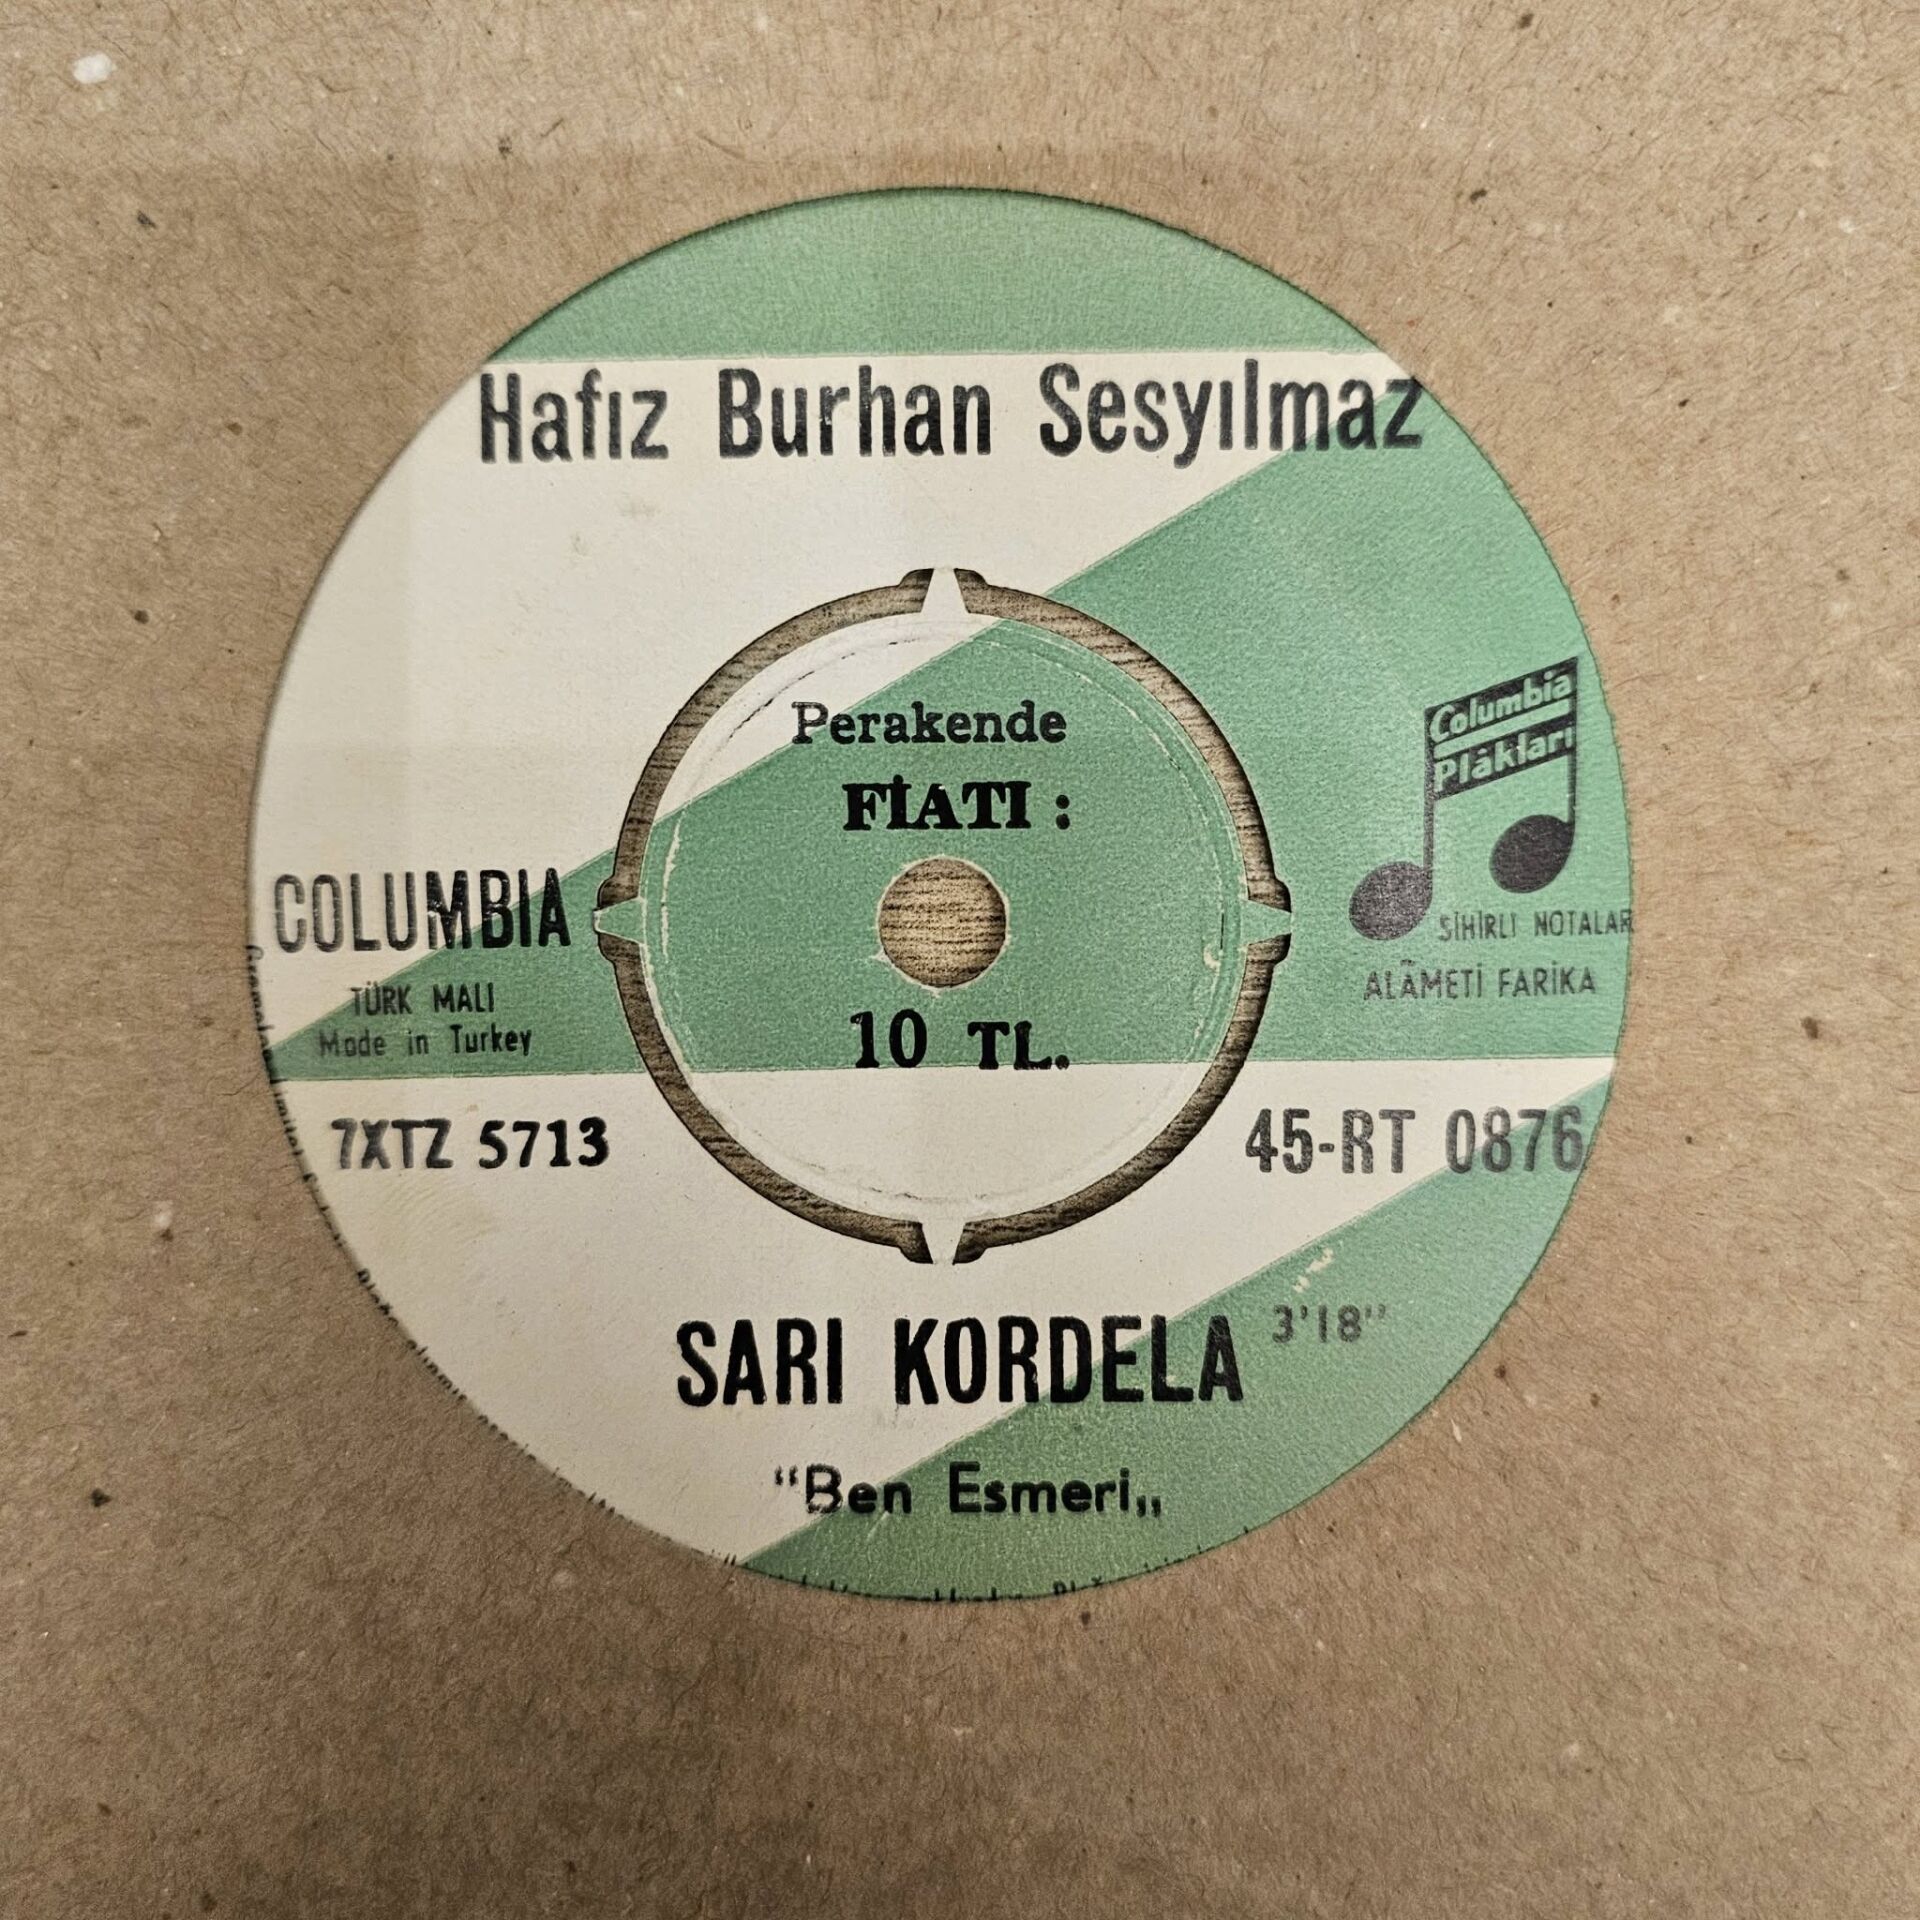 Hafız Burhan Sesyılmaz
Perakende
FİATI :
10 TL.
COLUMBIA
TÜRK MALI
Made in Turkey
7XTZ 5713
Columbia
Plâkları
SİHİRLİ NOTALAR
ALÂMETİ FARİKA
45-RT 0876
SARI KORDELA 3'18"
“Ben Esmeri„